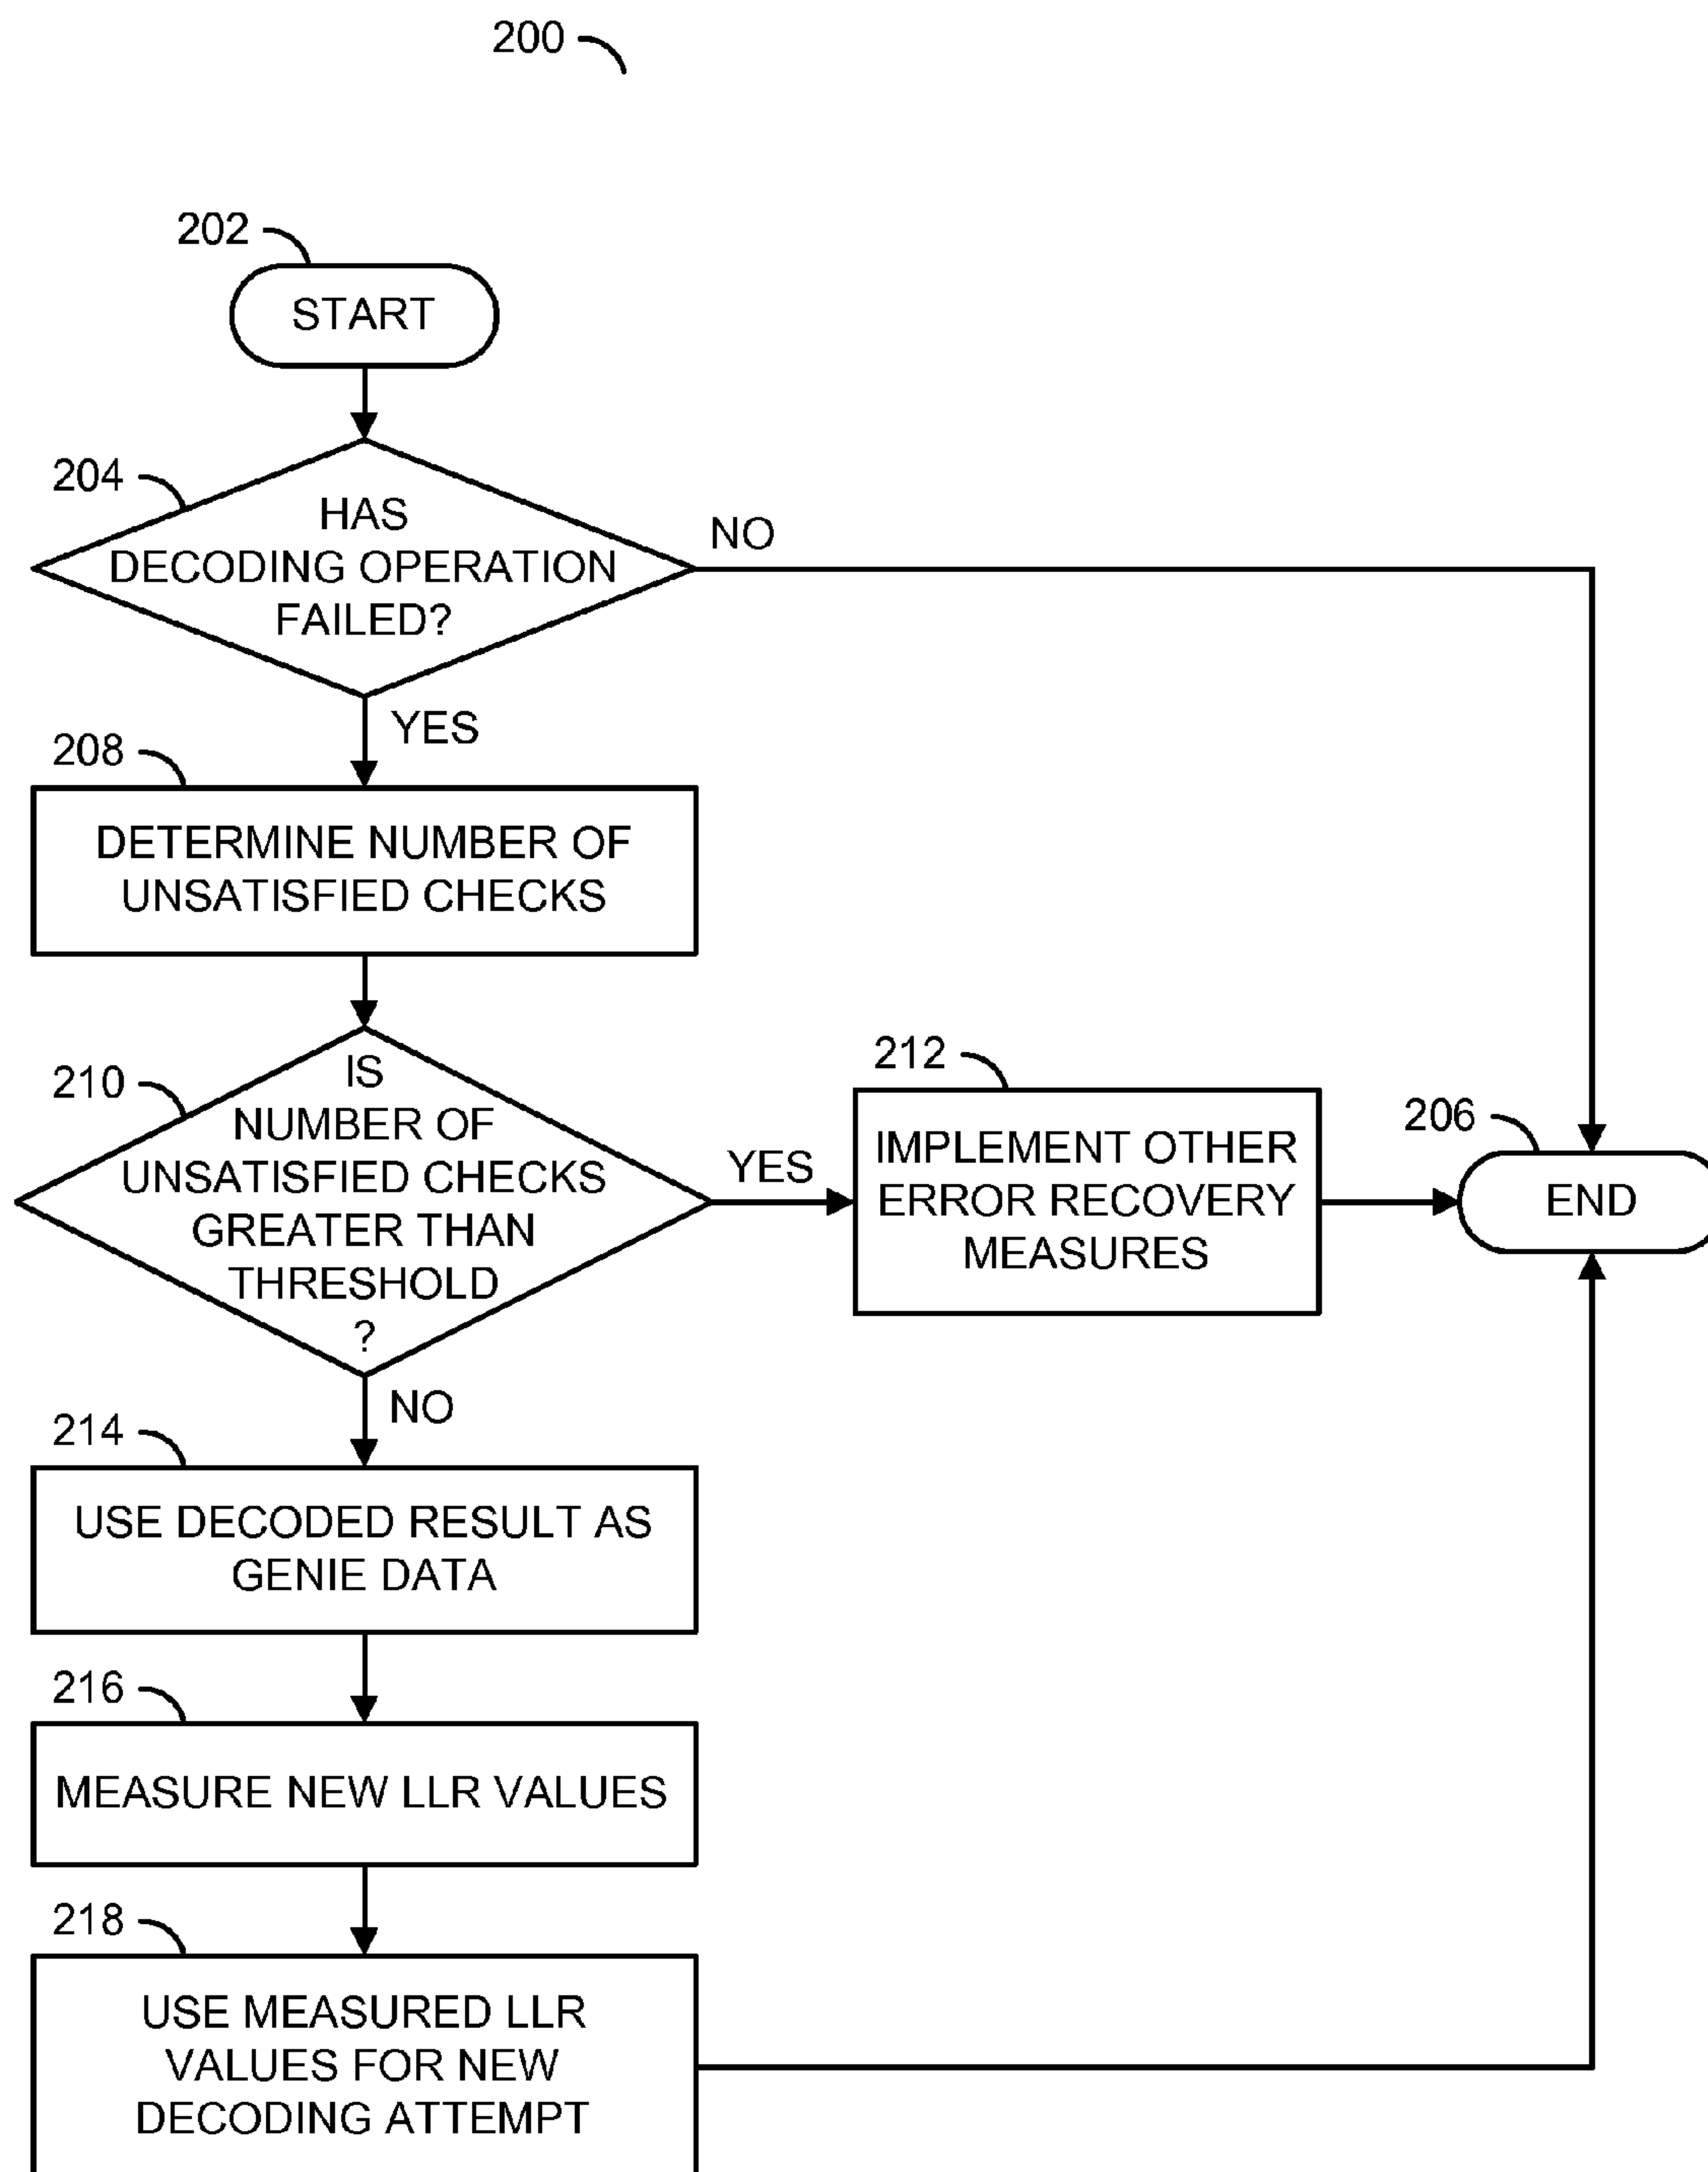 200
202
START
204
HAS
DECODING OPERATION
FAILED?
NO
YES
208
DETERMINE NUMBER OF
UNSATISFIED CHECKS
210
IS
NUMBER OF
UNSATISFIED CHECKS
GREATER THAN
THRESHOLD
?
YES
212
IMPLEMENT OTHER
ERROR RECOVERY
MEASURES
206
END
NO
214
USE DECODED RESULT AS
GENIE DATA
216
MEASURE NEW LLR VALUES
218
USE MEASURED LLR
VALUES FOR NEW
DECODING ATTEMPT